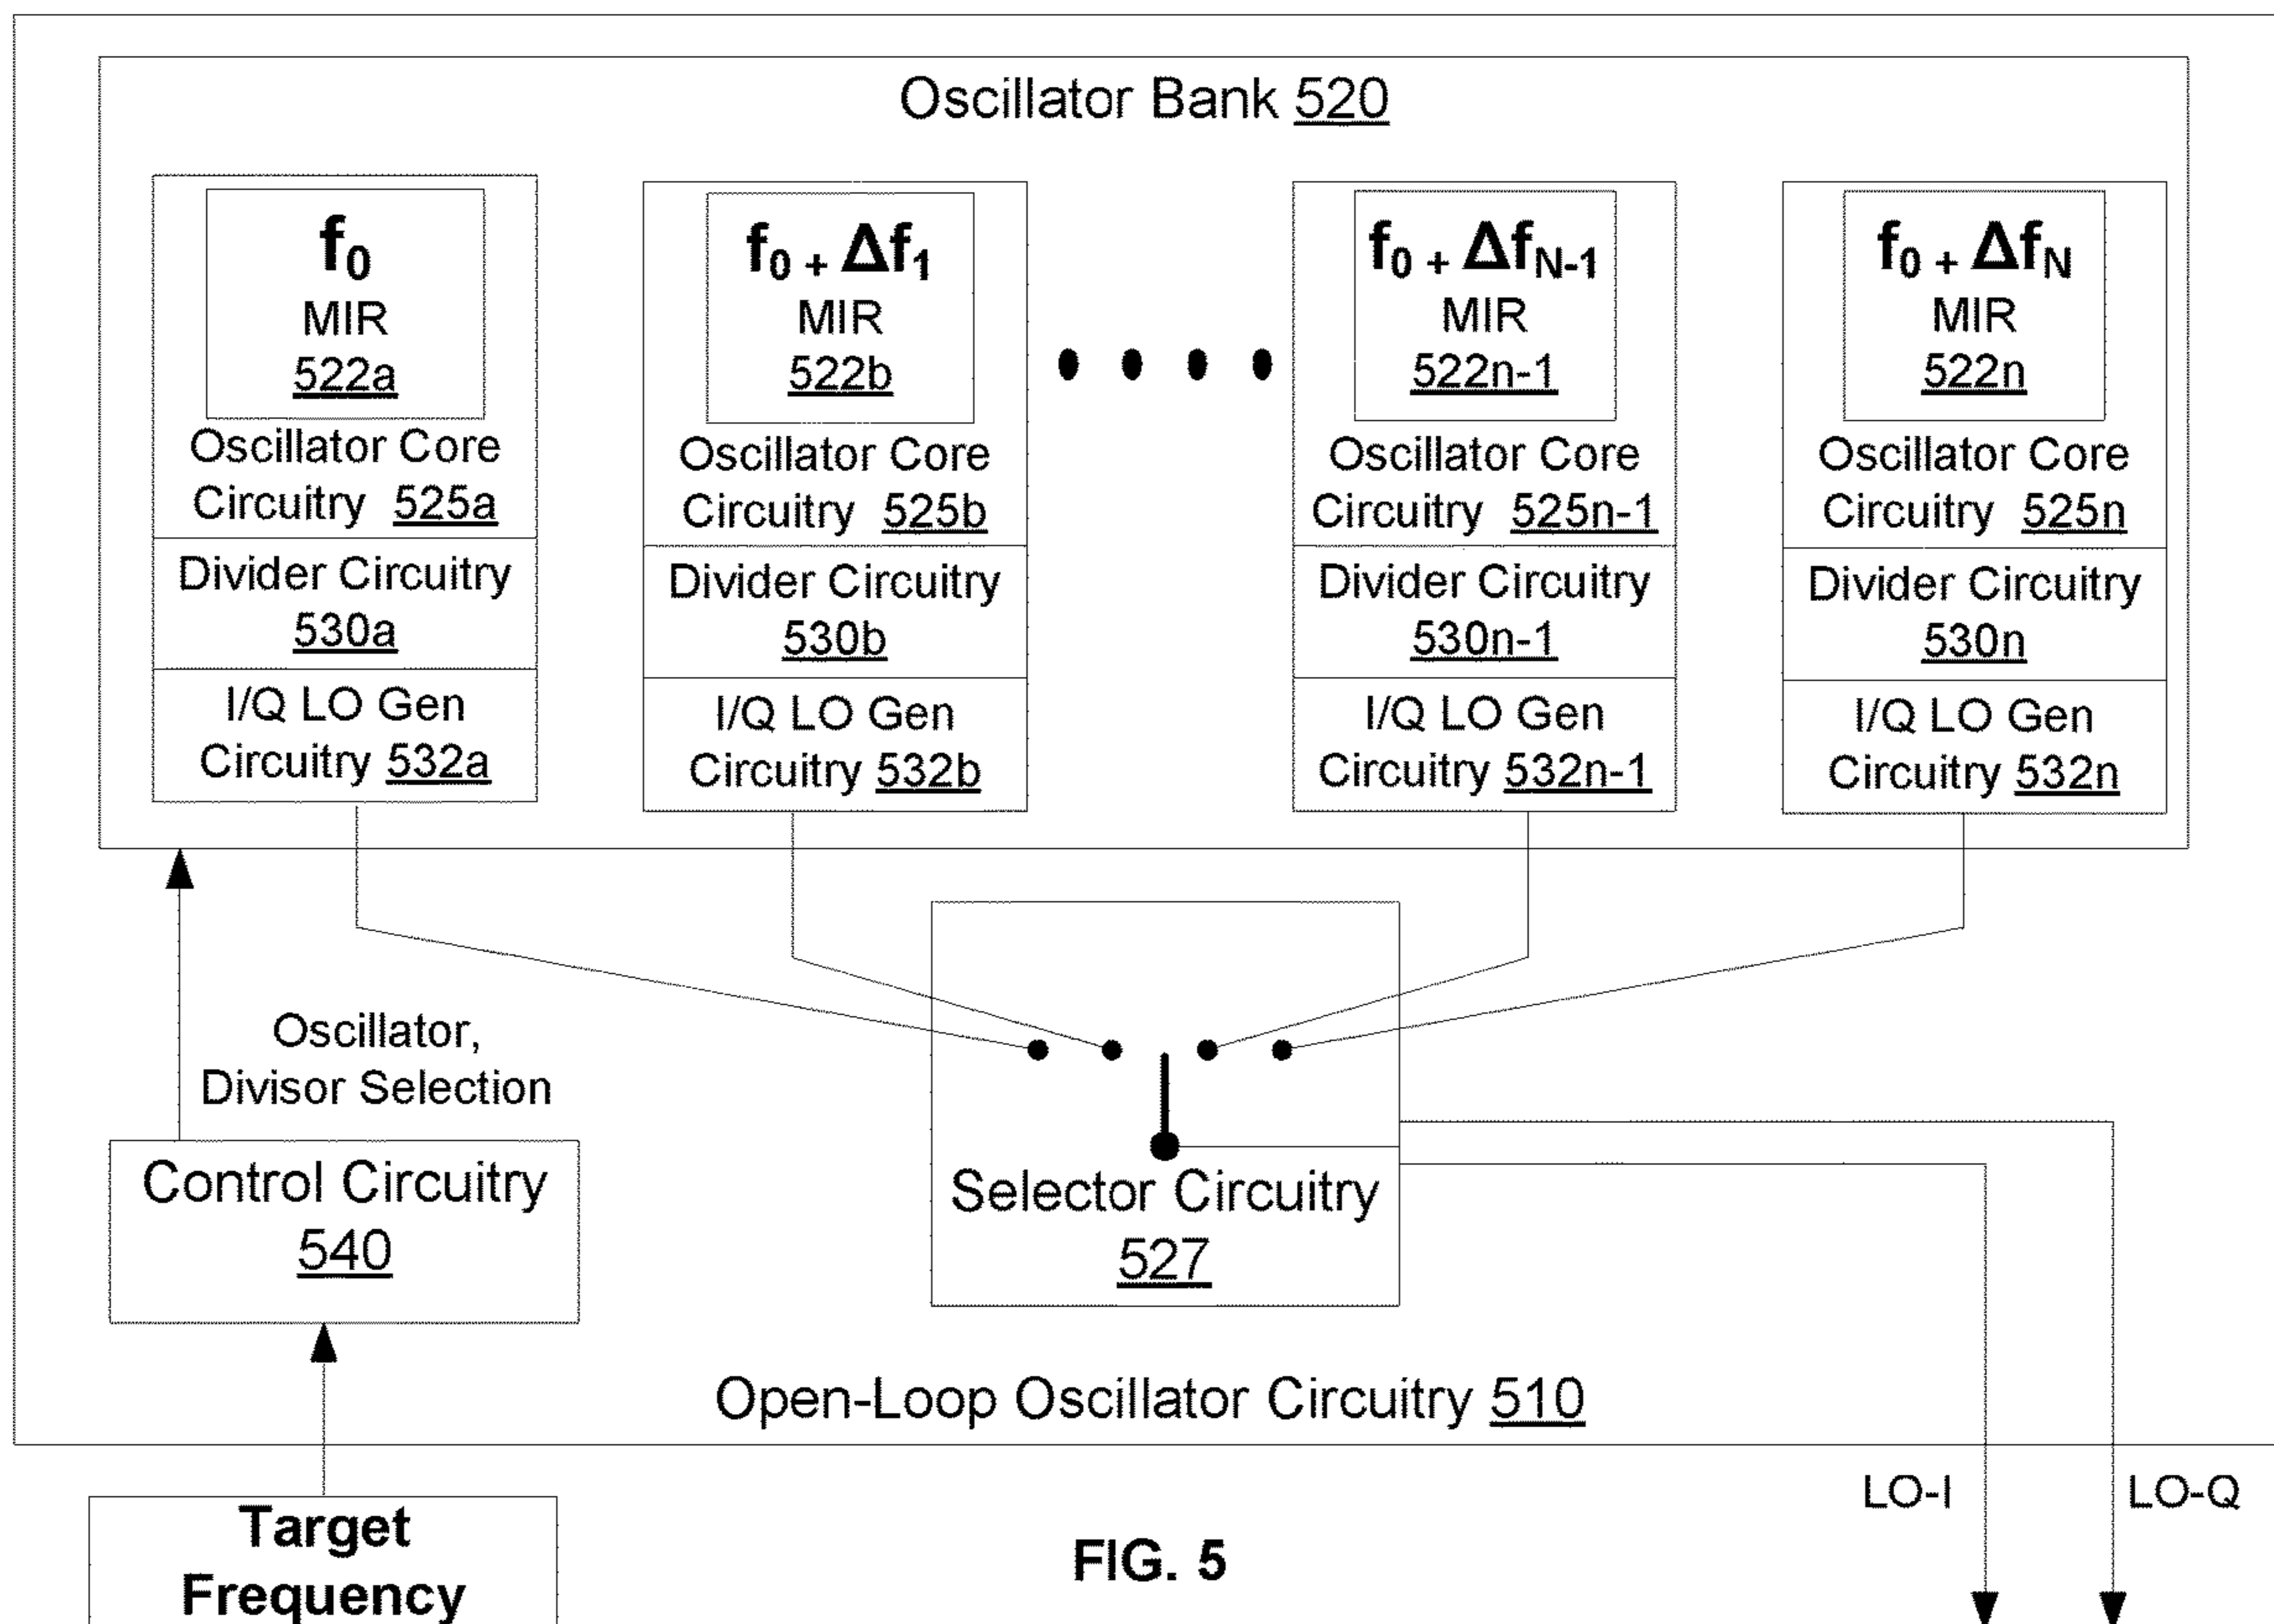 Oscillator Bank 520
f₀
MIR
522a
Oscillator Core
Circuitry 525a
Divider Circuitry
530a
I/Q LO Gen
Circuitry 532a
f₀ + Δf₁
MIR
522b
Oscillator Core
Circuitry 525b
Divider Circuitry
530b
I/Q LO Gen
Circuitry 532b
f₀ + Δf_N-1
MIR
522n-1
Oscillator Core
Circuitry 525n-1
Divider Circuitry
530n-1
I/Q LO Gen
Circuitry 532n-1
f₀ + Δf_N
MIR
522n
Oscillator Core
Circuitry 525n
Divider Circuitry
530n
I/Q LO Gen
Circuitry 532n
Oscillator,
Divisor Selection
Control Circuitry
540
Selector Circuitry
527
Open-Loop Oscillator Circuitry 510
LO-I
LO-Q
Target
Frequency
FIG. 5